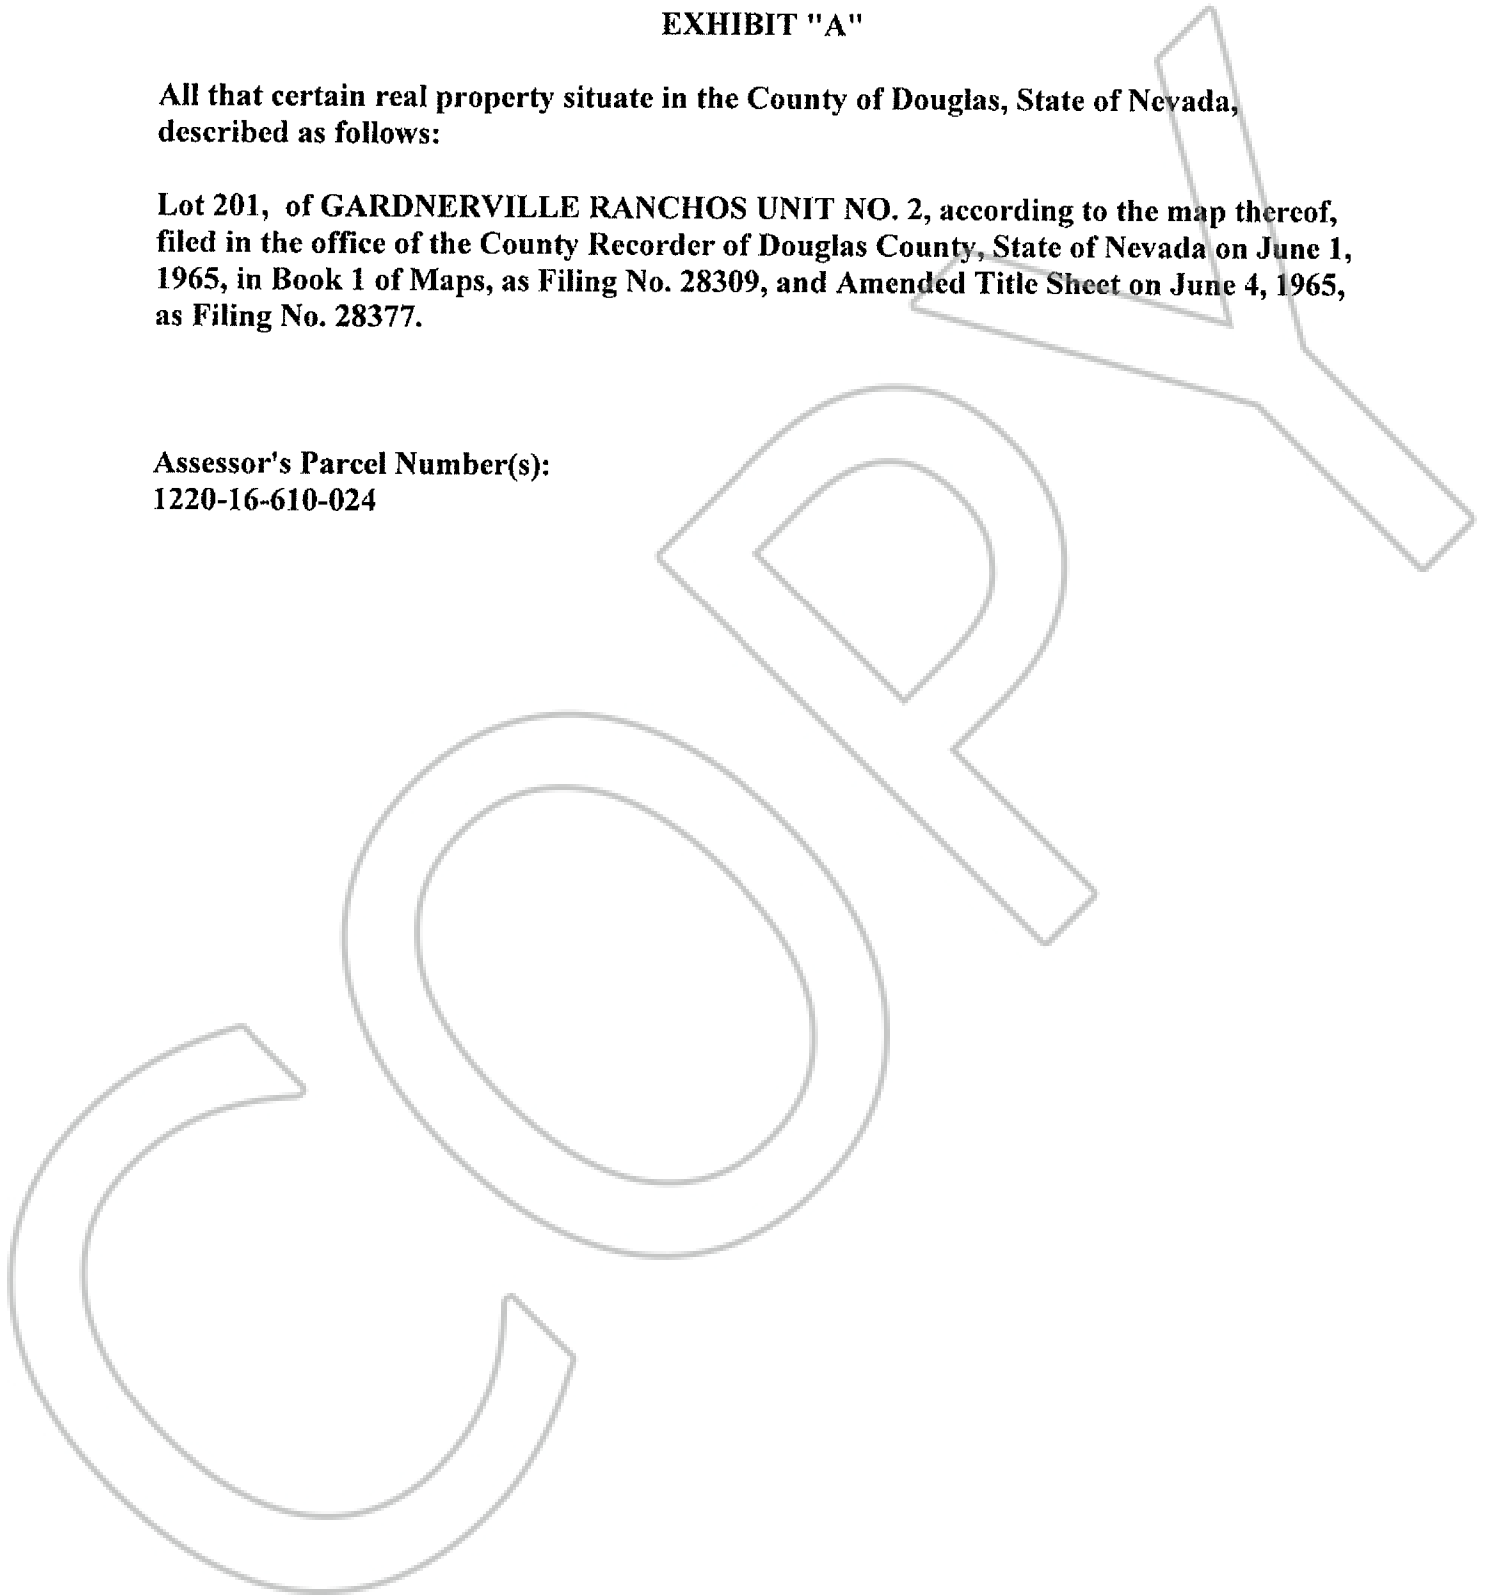 EXHIBIT "A"
All that certain real property situate in the County of Douglas, State of Nevada,
described as follows:
Lot 201, of GARDNERVILLE RANCHOS UNIT NO. 2, according to the map thereof,
filed in the office of the County Recorder of Douglas County, State of Nevada on June 1,
1965, in Book 1 of Maps, as Filing No. 28309, and Amended Title Sheet on June 4, 1965,
as Filing No. 28377.
Assessor's Parcel Number(s):
1220-16-610-024
COPY